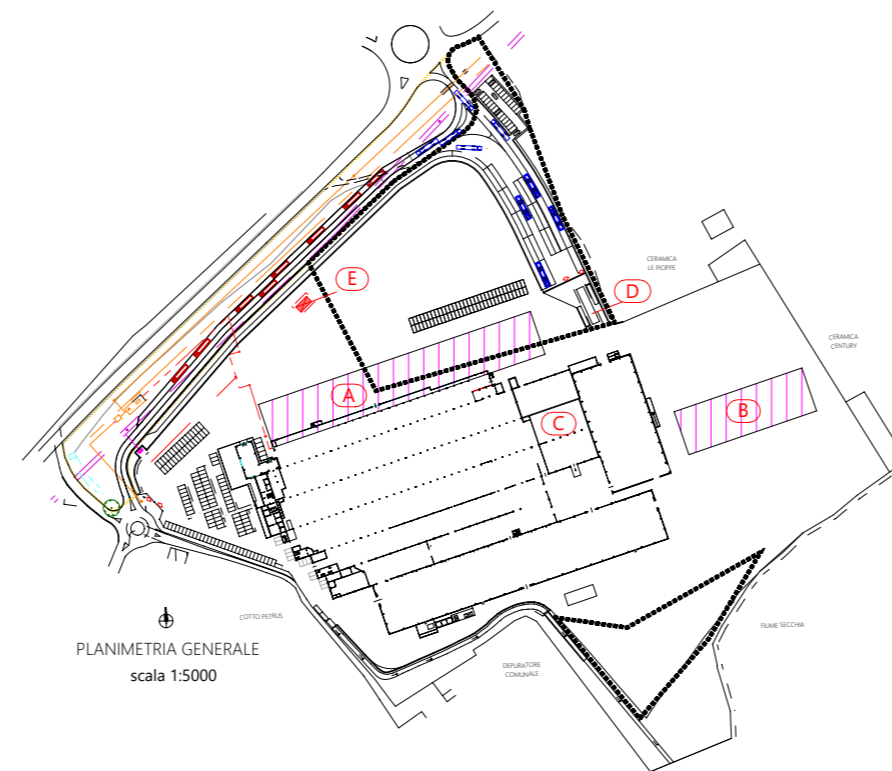 CERAMICA
LE PIOPPE
E
D
CERAMICA
CENTURY
A
B
C
COTTO PETRUS
FIUME SECCHIA
PLANIMETRIA GENERALE
scala 1:5000
DEPURATORE
COMUNALE